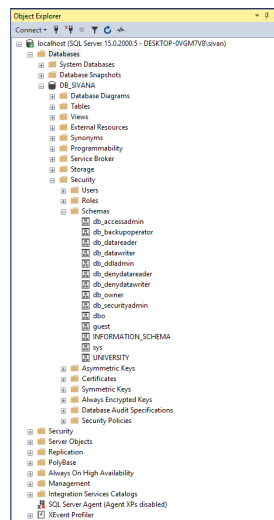 Object Explorer
Connect
localhost (SQL Server 15.0.2000.5 - DESKTOP-0VGM7V8\sivan)
Databases
System Databases
Database Snapshots
DB_SIVANA
Database Diagrams
Tables
Views
External Resources
Synonyms
Programmability
Service Broker
Storage
Security
Users
Roles
Schemas
db_accessadmin
db_backupoperator
db_datareader
db_datawriter
db_ddladmin
db_denydatareader
db_denydatawriter
db_owner
db_securityadmin
dbo
guest
INFORMATION_SCHEMA
sys
UNIVERSITY
Asymmetric Keys
Certificates
Symmetric Keys
Always Encrypted Keys
Database Audit Specifications
Security Policies
Security
Server Objects
Replication
PolyBase
Always On High Availability
Management
Integration Services Catalogs
SQL Server Agent (Agent XPs disabled)
XEvent Profiler